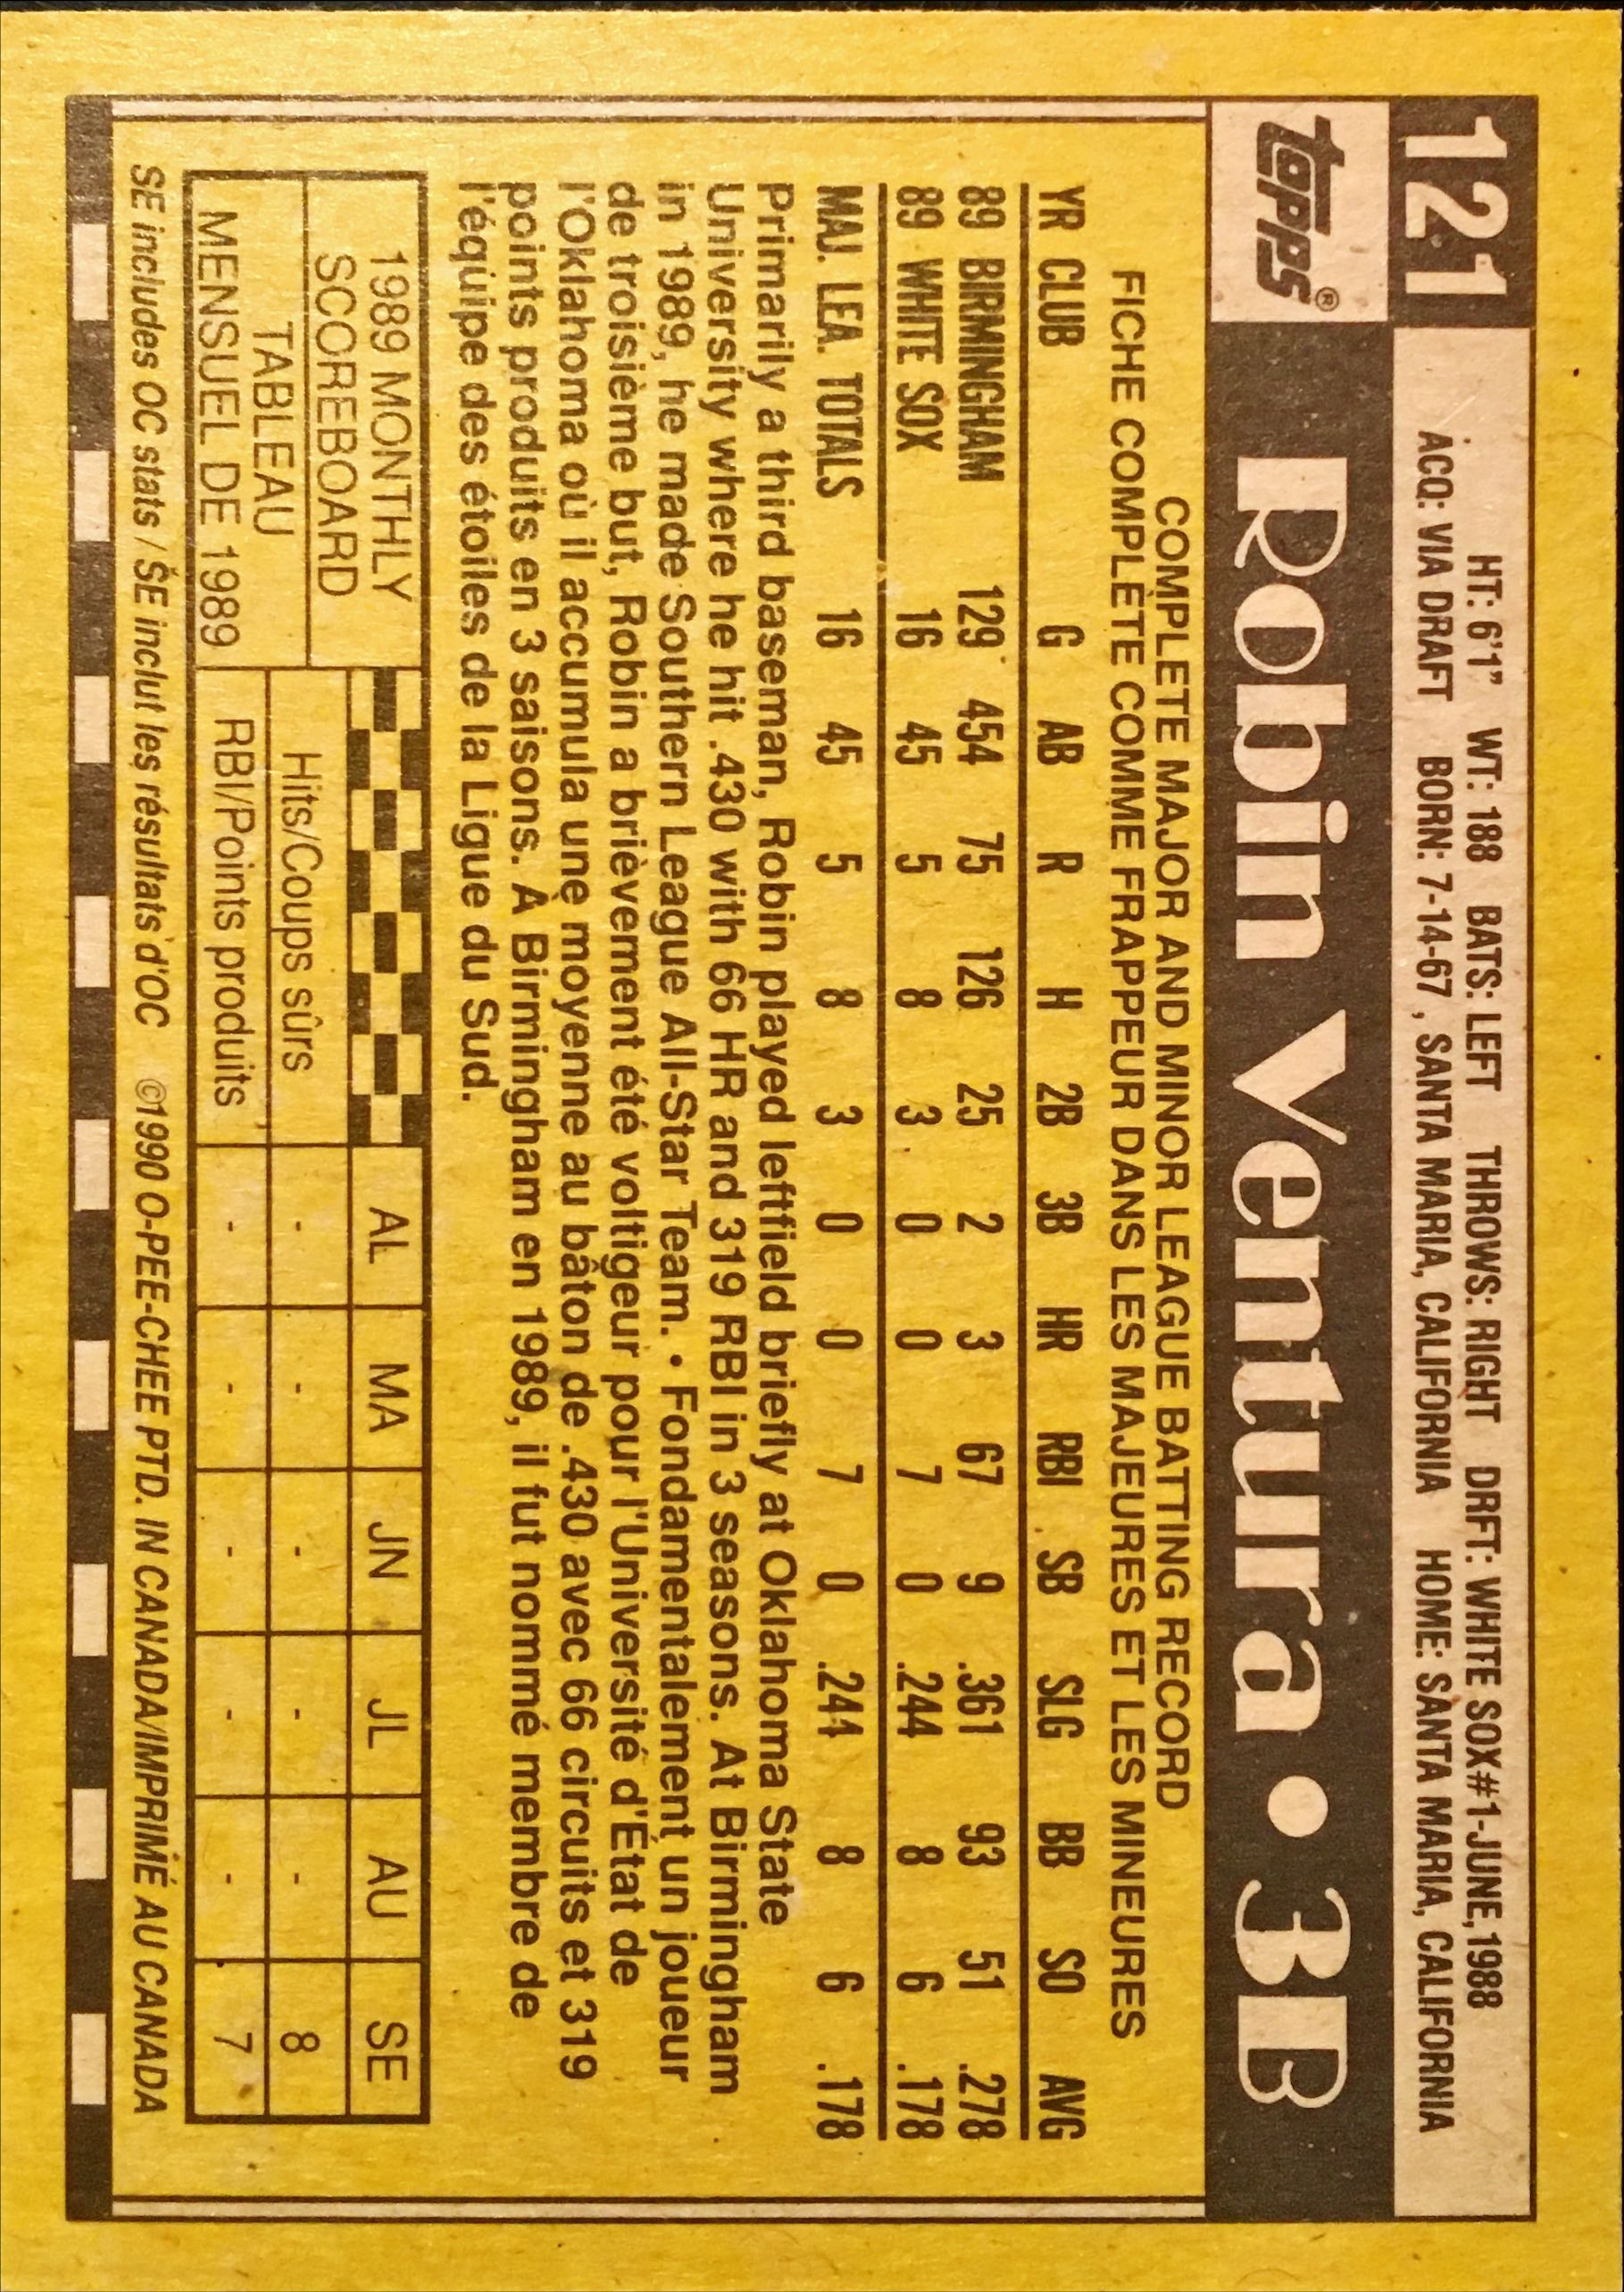 121
HT: 6'1" WT: 188 BATS: LEFT THROWS: RIGHT DRFT: WHITE SOX#1-JUNE, 1988
ACQ: VIA DRAFT BORN: 7-14-67, SANTA MARIA, CALIFORNIA HOME: SANTA MARIA, CALIFORNIA
topps® Robin Ventura • 3B
COMPLETE MAJOR AND MINOR LEAGUE BATTING RECORD
FICHE COMPLÈTE COMME FRAPPEUR DANS LES MAJEURES ET LES MINEURES
YR CLUB G AB R H 2B 3B HR RBI SB SLG BB SO AVG
89 BIRMINGHAM 129 454 75 126 25 2 3 67 9 .361 93 51 .278
89 WHITE SOX 16 45 5 8 3 0 0 7 0 .244 8 6 .178
MAJ. LEA. TOTALS 16 45 5 8 3 0 0 7 0 .244 8 6 .178
Primarily a third baseman, Robin played leftfield briefly at Oklahoma State
University where he hit .430 with 66 HR and 319 RBI in 3 seasons. At Birmingham
in 1989, he made Southern League All-Star Team. • Fondamentalement un joueur
de troisième but, Robin a brièvement été voltigeur pour l'Université d'État de
l'Oklahoma où il accumula une moyenne au bâton de .430 avec 66 circuits et 319
points produits en 3 saisons. À Birmingham en 1989, il fut nommé membre de
l'équipe des étoiles de la Ligue du Sud.
1989 MONTHLY
SCOREBOARD
TABLEAU
MENSUEL DE 1989
AL MA JN JL AU SE
Hits/Coups sûrs - - - - - 8
RBI/Points produits - - - - - 7
SE includes OC stats / SE inclut les résultats d'OC ©1990 O-PEE-CHEE PTD. IN CANADA/IMPRIMÉ AU CANADA